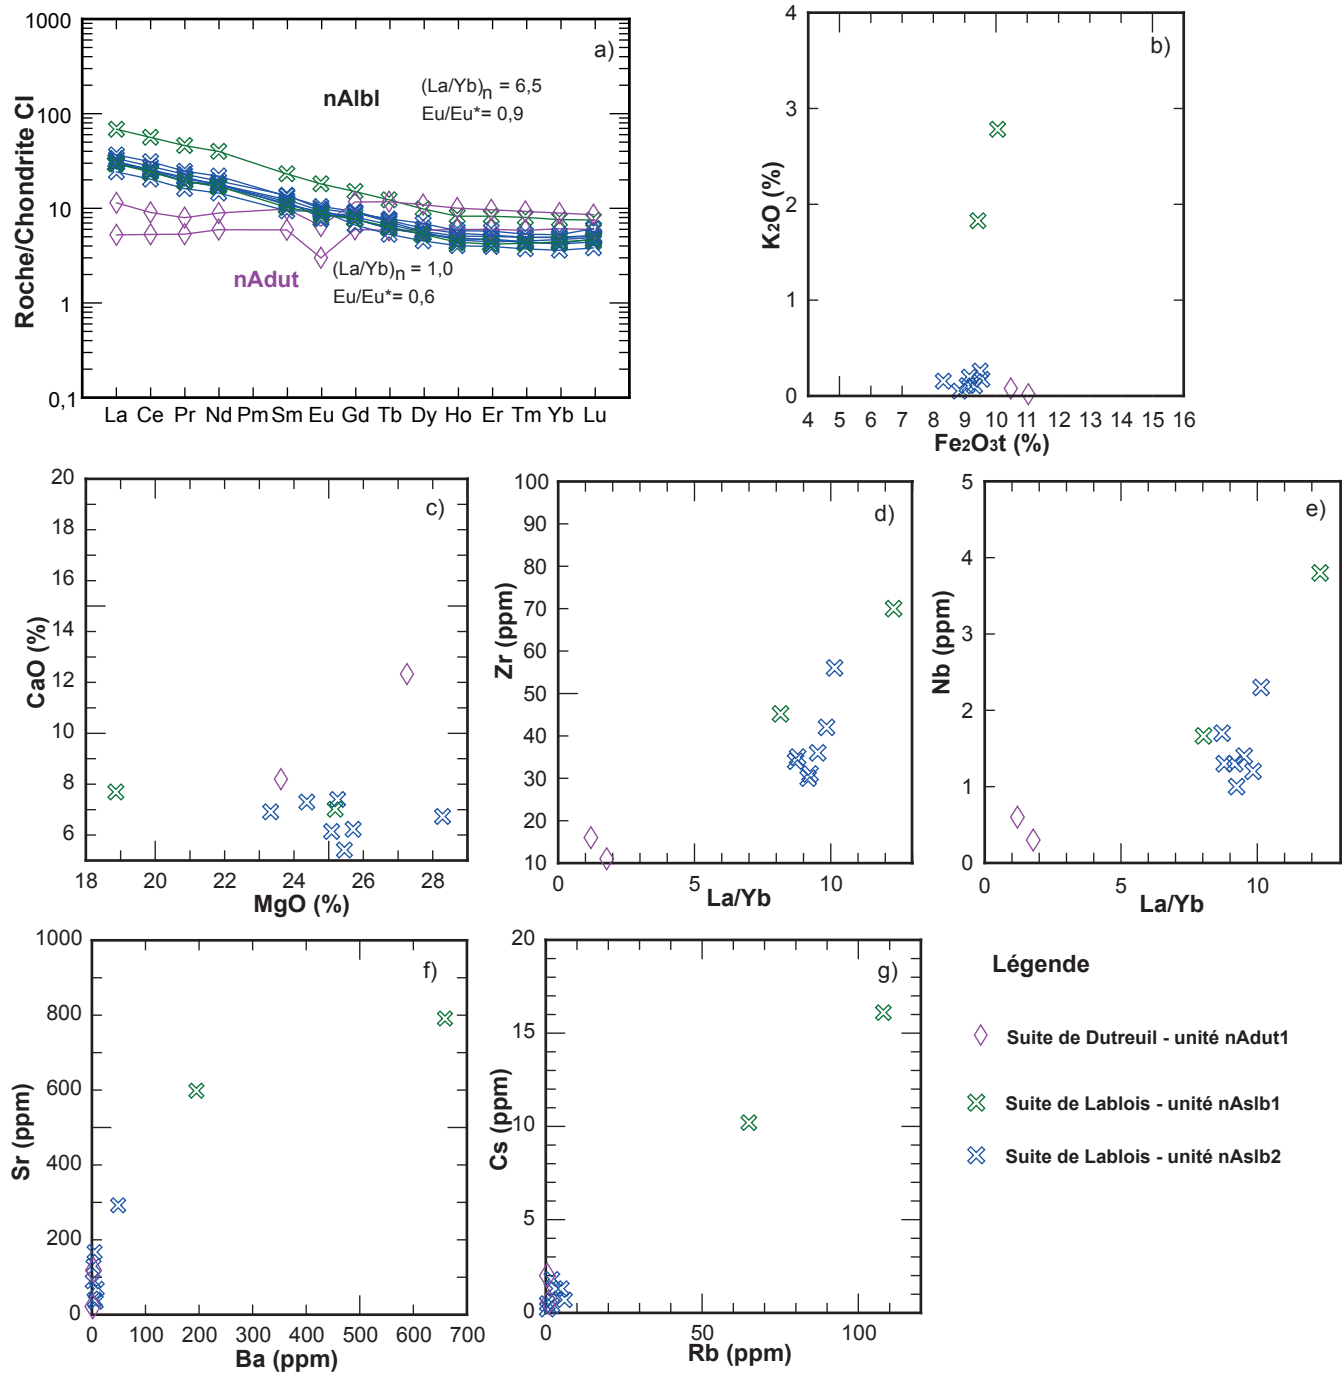 a)
1000
100
10
1
0,1
Roche/Chondrite CI
nAlbl
(La/Yb)n = 6,5
Eu/Eu*= 0,9
nAdut
(La/Yb)n = 1,0
Eu/Eu*= 0,6
La Ce Pr Nd Pm Sm Eu Gd Tb Dy Ho Er Tm Yb Lu
b)
4
3
2
1
0
K2O (%)
4 5 6 7 8 9 10 11 12 13 14 15 16
Fe2O3t (%)
c)
20
18
16
14
12
10
8
6
CaO (%)
18 20 22 24 26 28
MgO (%)
d)
100
90
80
70
60
50
40
30
20
10
Zr (ppm)
0 5 10
La/Yb
e)
5
4
3
2
1
0
Nb (ppm)
0 5 10
La/Yb
f)
1000
800
600
400
200
0
Sr (ppm)
0 100 200 300 400 500 600 700
Ba (ppm)
g)
20
15
10
5
0
Cs (ppm)
0 50 100
Rb (ppm)
Légende
Suite de Dutreuil - unité nAdut1
Suite de Lablois - unité nAslb1
Suite de Lablois - unité nAslb2